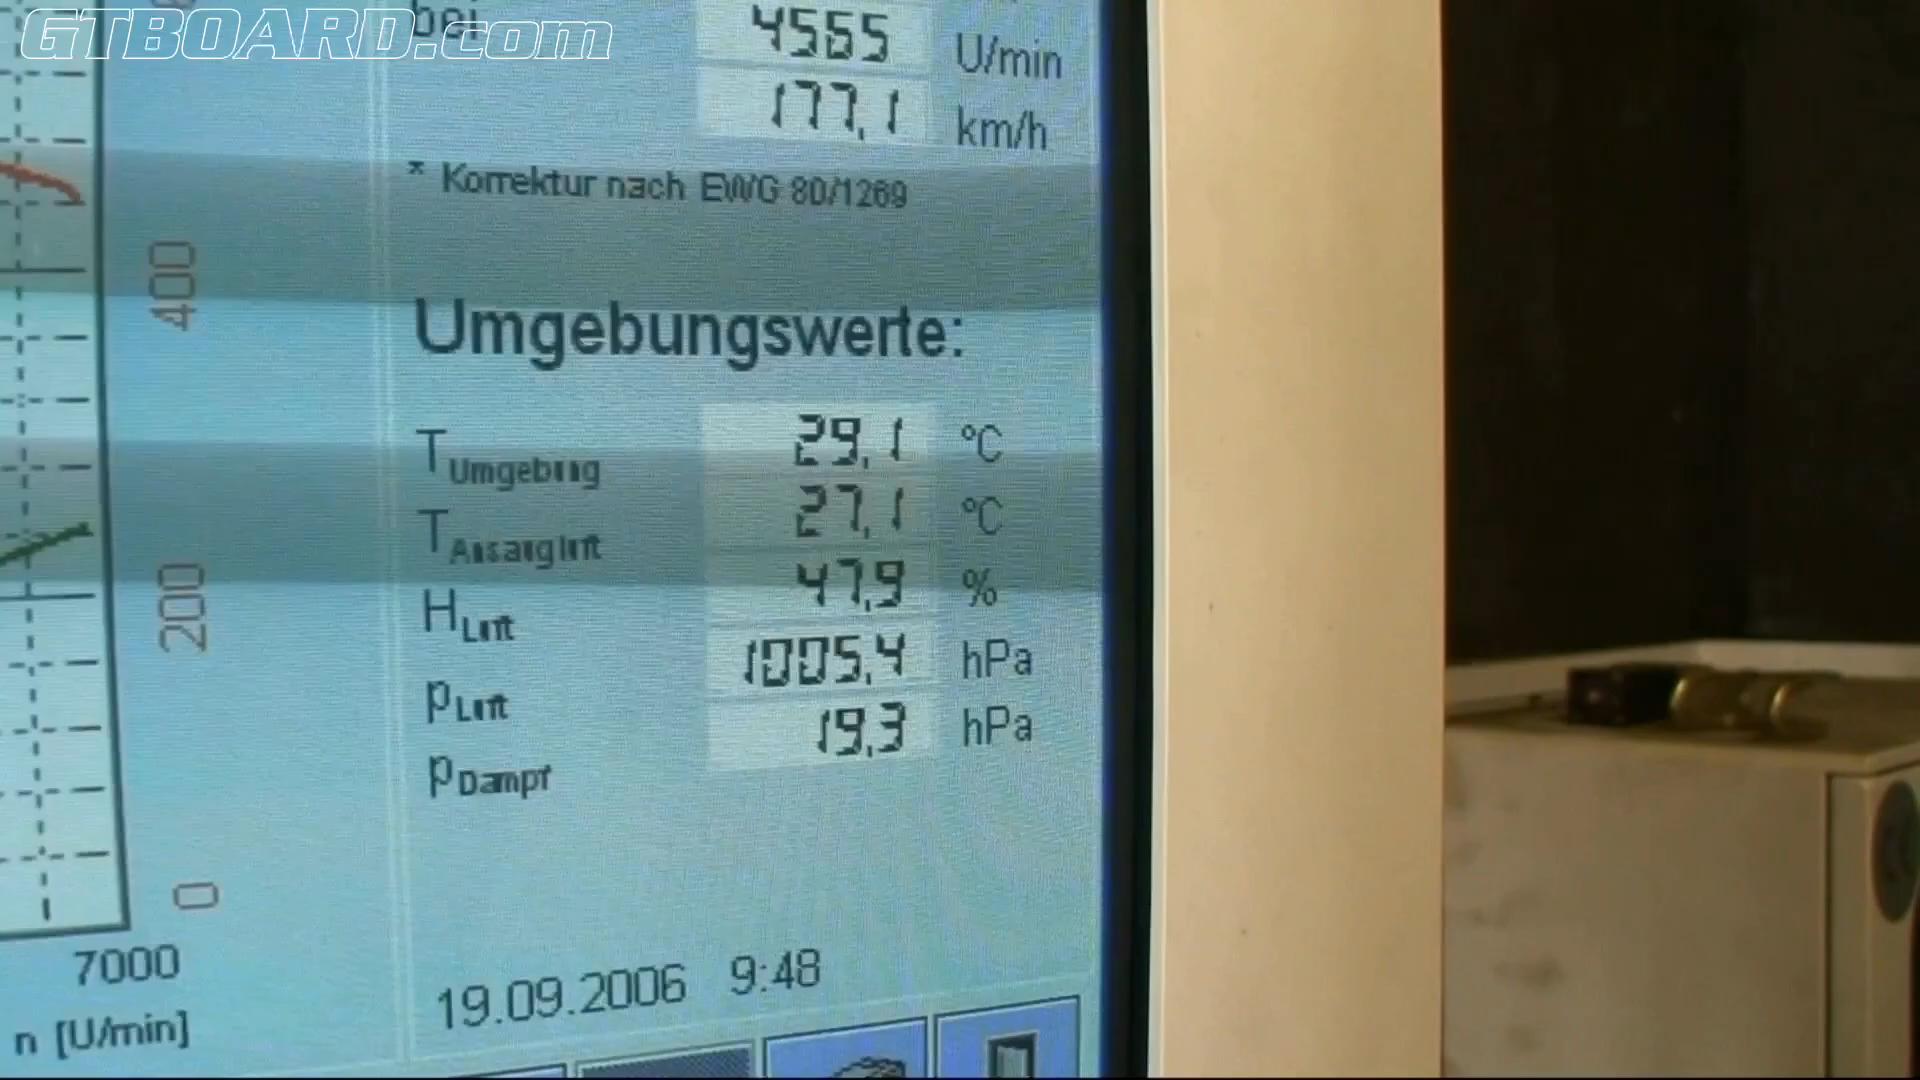 GTBOARD.com
bei 4565 U/min
177,1 km/h
* Korrektur nach EWG 80/1269
400
Umgebungswerte:
T Umgebung 29,1 °C
T Ansaugluft 27,1 °C
H Luft 47,9 %
200
p Luft 1005,4 hPa
p Dampf 19,3 hPa
0
7000
19.09.2006 9:48
n [U/min]